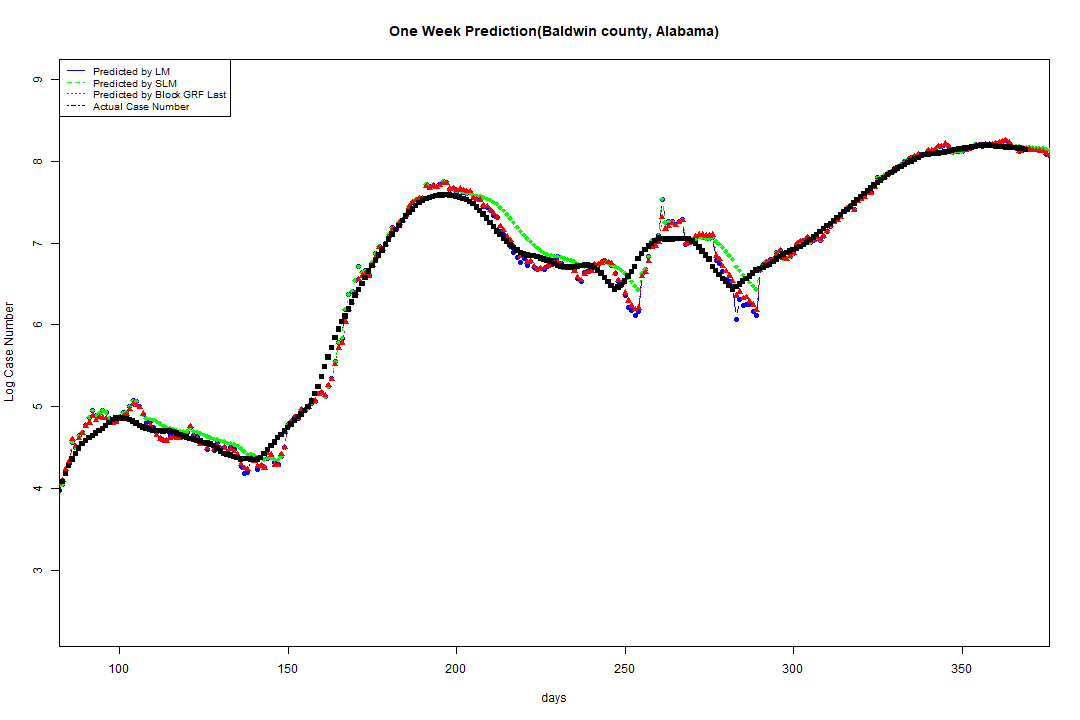 One Week Prediction(Baldwin county, Alabama)
Predicted by LM
Predicted by SLM
Predicted by Block GRF Last
Actual Case Number
9
8
7
6
5
4
3
Log Case Number
100 150 200 250 300 350
days